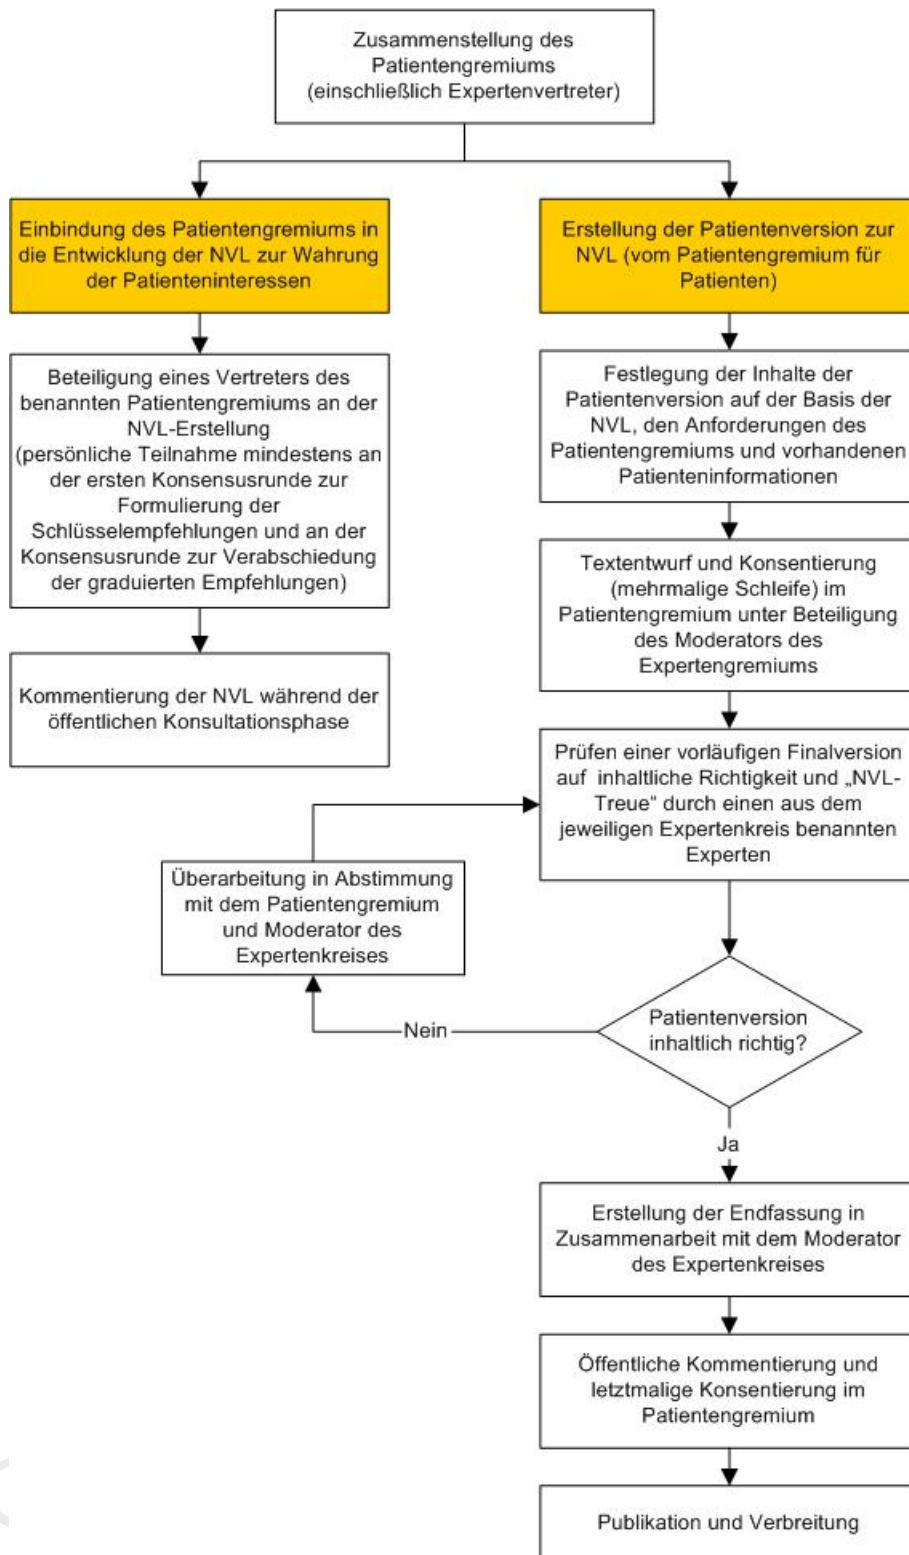 Zusammenstellung des
Patientengremiums
(einschließlich Expertenvertreter)
Einbindung des Patientengremiums in
die Entwicklung der NVL zur Wahrung
der Patienteninteressen
Beteiligung eines Vertreters des
benannten Patientengremiums an der
NVL-Erstellung
(persönliche Teilnahme mindestens an
der ersten Konsensusrunde zur
Formulierung der
Schlüsselempfehlungen und an der
Konsensusrunde zur Verabschiedung
der graduierten Empfehlungen)
Kommentierung der NVL während der
öffentlichen Konsultationsphase
Erstellung der Patientenversion zur
NVL (vom Patientengremium für
Patienten)
Festlegung der Inhalte der
Patientenversion auf der Basis der
NVL, den Anforderungen des
Patientengremiums und vorhandenen
Patienteninformationen
Textentwurf und Konsentierung
(mehrmalige Schleife) im
Patientengremium unter Beteiligung
des Moderators des
Expertengremiums
Prüfen einer vorläufigen Finalversion
auf inhaltliche Richtigkeit und „NVL-
Treue“ durch einen aus dem
jeweiligen Expertenkreis benannten
Experten
Überarbeitung in Abstimmung
mit dem Patientengremium
und Moderator des
Expertenkreises
Patientenversion
inhaltlich richtig?
Nein
Ja
Erstellung der Endfassung in
Zusammenarbeit mit dem Moderator
des Expertenkreises
Öffentliche Kommentierung und
letztmalige Konsentierung im
Patientengremium
Publikation und Verbreitung